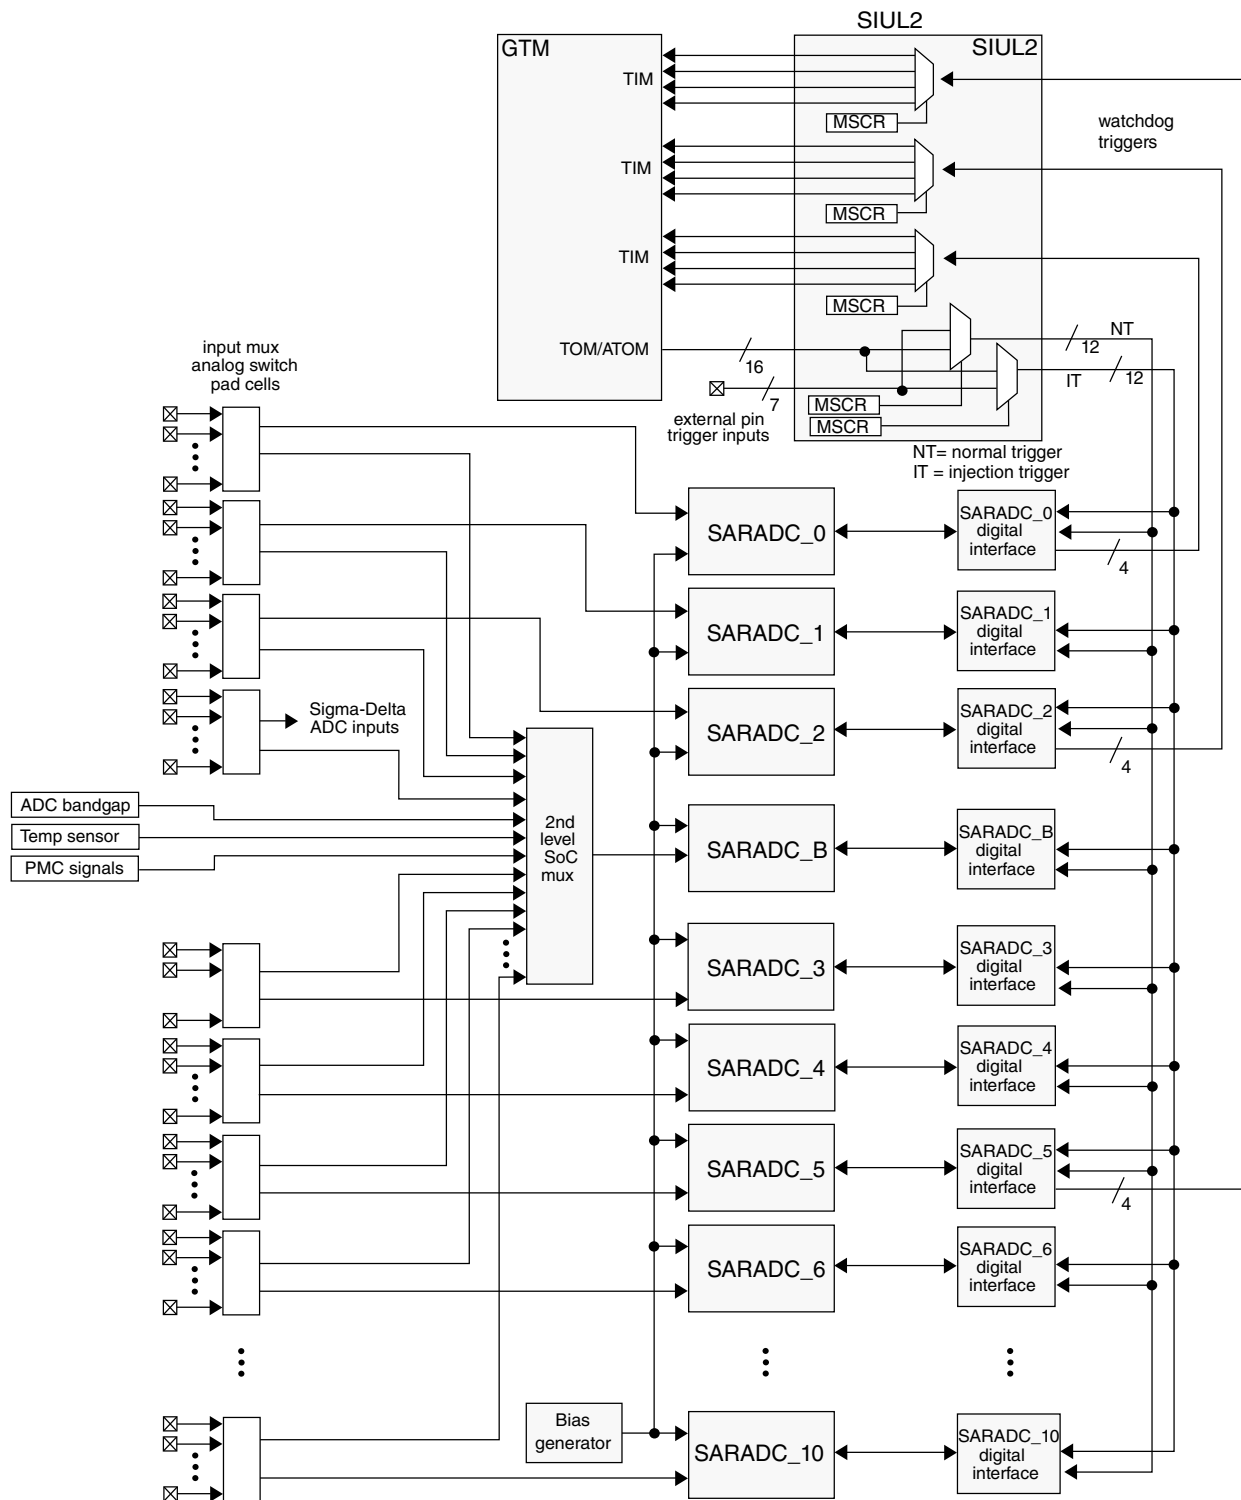 SIUL2
GTM
SIUL2
TIM
MSCR
watchdog
triggers
TIM
MSCR
TIM
MSCR
TOM/ATOM
16
NT
12
IT
12
7
external pin
trigger inputs
MSCR
MSCR
NT= normal trigger
IT = injection trigger
input mux
analog switch
pad cells
SARADC_0
SARADC_0
digital
interface
4
SARADC_1
SARADC_1
digital
interface
Sigma-Delta
ADC inputs
SARADC_2
SARADC_2
digital
interface
4
ADC bandgap
Temp sensor
PMC signals
2nd
level
SoC
mux
SARADC_B
SARADC_B
digital
interface
SARADC_3
SARADC_3
digital
interface
SARADC_4
SARADC_4
digital
interface
SARADC_5
SARADC_5
digital
interface
4
SARADC_6
SARADC_6
digital
interface
Bias
generator
SARADC_10
SARADC_10
digital
interface